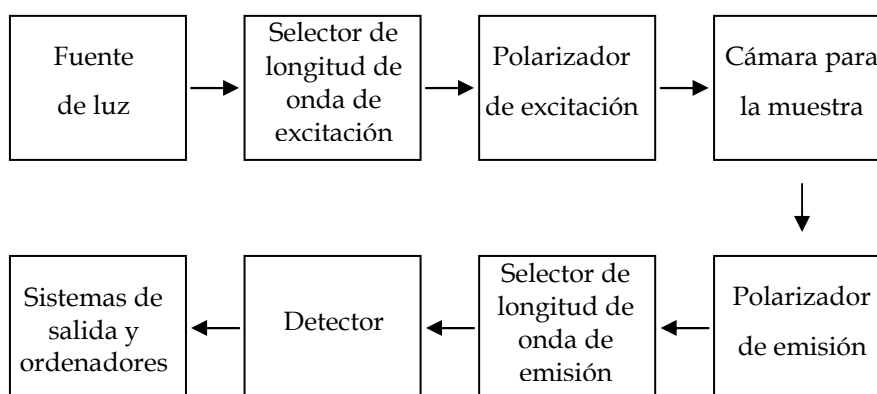 Fuente
de luz
Selector de
longitud de
onda de
excitación
Polarizador
de excitación
Cámara para
la muestra
Polarizador
de emisión
Selector de
longitud de
onda de
emisión
Detector
Sistemas de
salida y
ordenadores